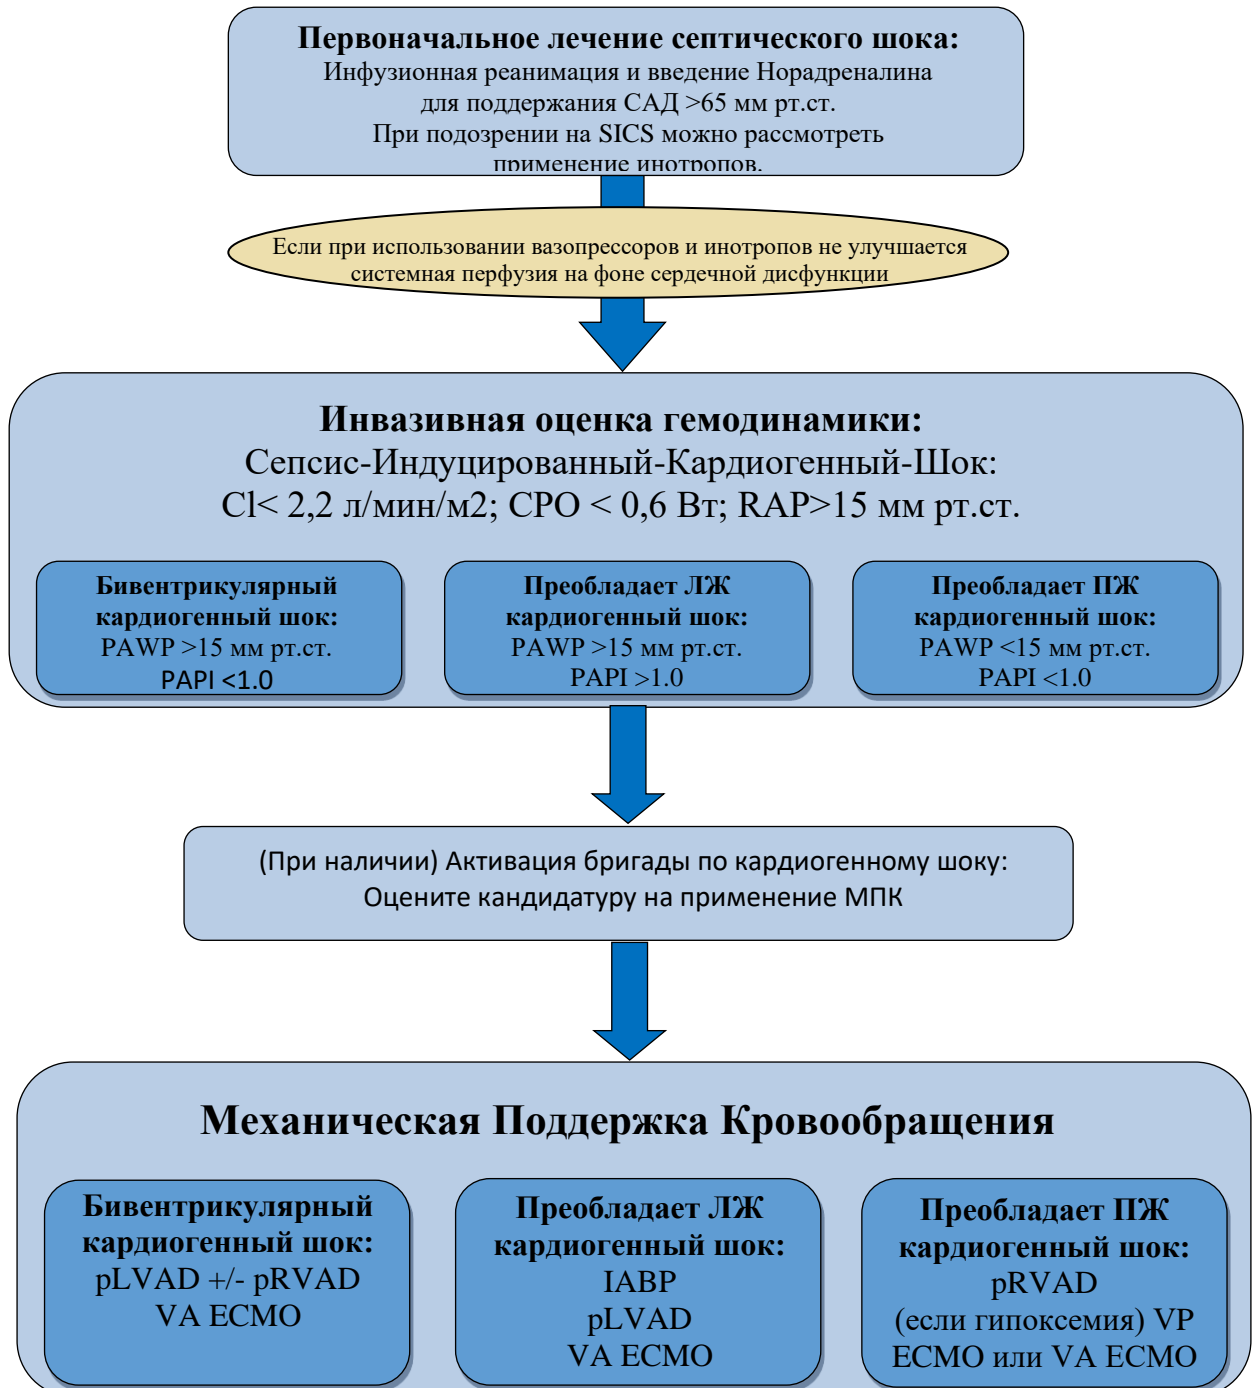 Первоначальное лечение септического шока:
Инфузионная реанимация и введение Норадреналина
для поддержания САД >65 мм рт.ст.
При подозрении на SICS можно рассмотреть
применение инотропов.
Если при использовании вазопрессоров и инотропов не улучшается
системная перфузия на фоне сердечной дисфункции
Инвазивная оценка гемодинамики:
Сепсис-Индуцированный-Кардиогенный-Шок:
Cl< 2,2 л/мин/м2; CPO < 0,6 Вт; RAP>15 мм рт.ст.
Бивентрикулярный
кардиогенный шок:
PAWP >15 мм рт.ст.
PAPI <1.0
Преобладает ЛЖ
кардиогенный шок:
PAWP >15 мм рт.ст.
PAPI >1.0
Преобладает ПЖ
кардиогенный шок:
PAWP <15 мм рт.ст.
PAPI <1.0
(При наличии) Активация бригады по кардиогенному шоку:
Оцените кандидатуру на применение МПК
Механическая Поддержка Кровообращения
Бивентрикулярный
кардиогенный шок:
pLVAD +/- pRVAD
VA ECMO
Преобладает ЛЖ
кардиогенный шок:
IABP
pLVAD
VA ECMO
Преобладает ПЖ
кардиогенный шок:
pRVAD
(если гипоксемия) VP
ECMO или VA ECMO